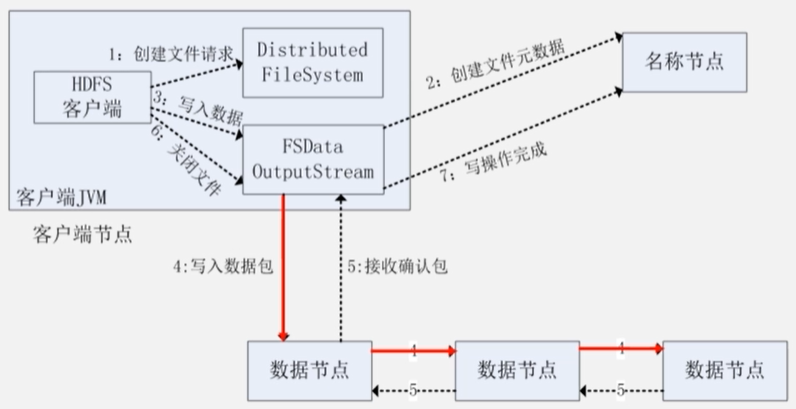 1：创建文件请求
Distributed
FileSystem
2：创建文件元数据
名称节点
HDFS
客户端
3：写入数据
6：关闭文件
FSData
OutputStream
7：写操作完成
客户端JVM
客户端节点
4:写入数据包
5:接收确认包
数据节点
4
5
数据节点
4
5
数据节点